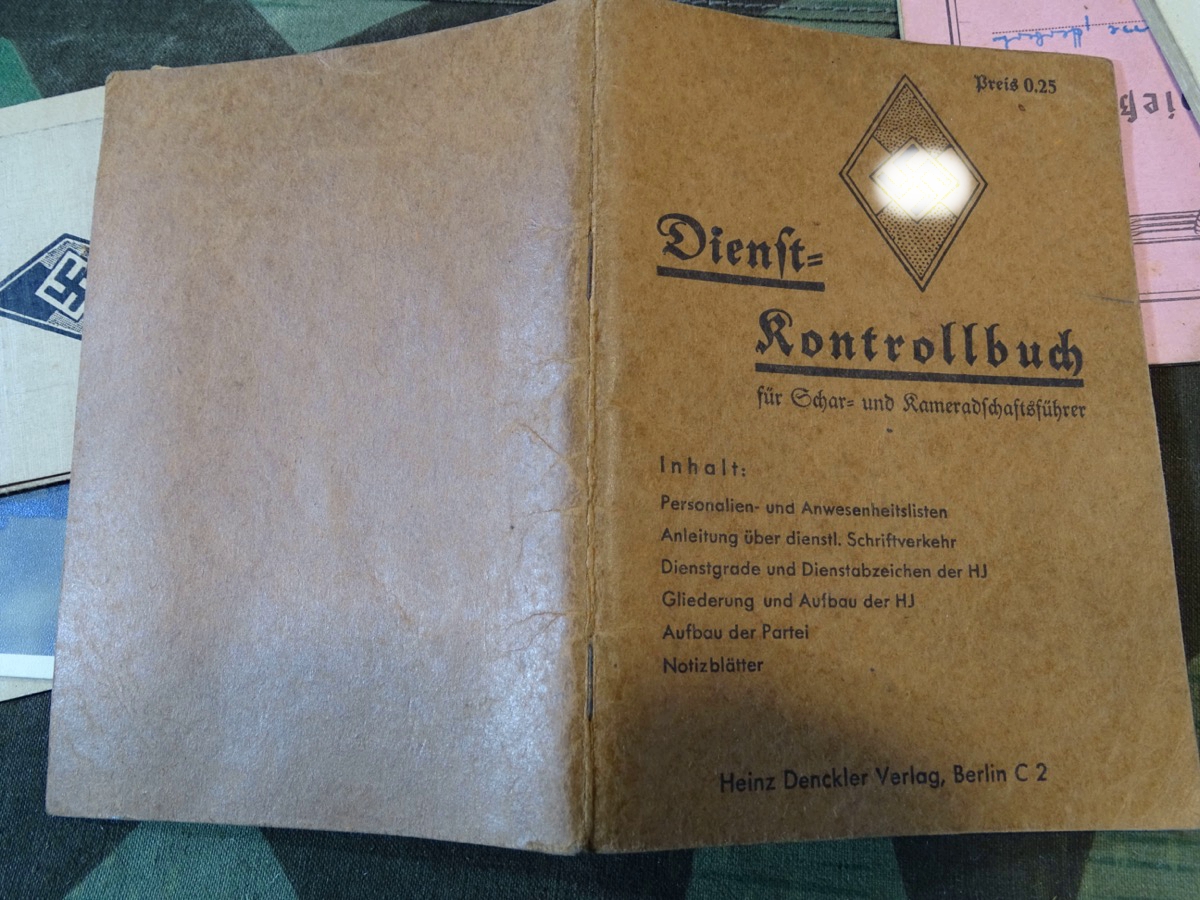 Preis 0.25
Dienst=
Kontrollbuch
für Schar= und Kameradschaftsführer
Inhalt:
Personalien- und Anwesenheitslisten
Anleitung über dienstl. Schriftverkehr
Dienstgrade und Dienstabzeichen der HJ
Gliederung und Aufbau der HJ
Aufbau der Partei
Notizblätter
Heinz Denckler Verlag, Berlin C 2